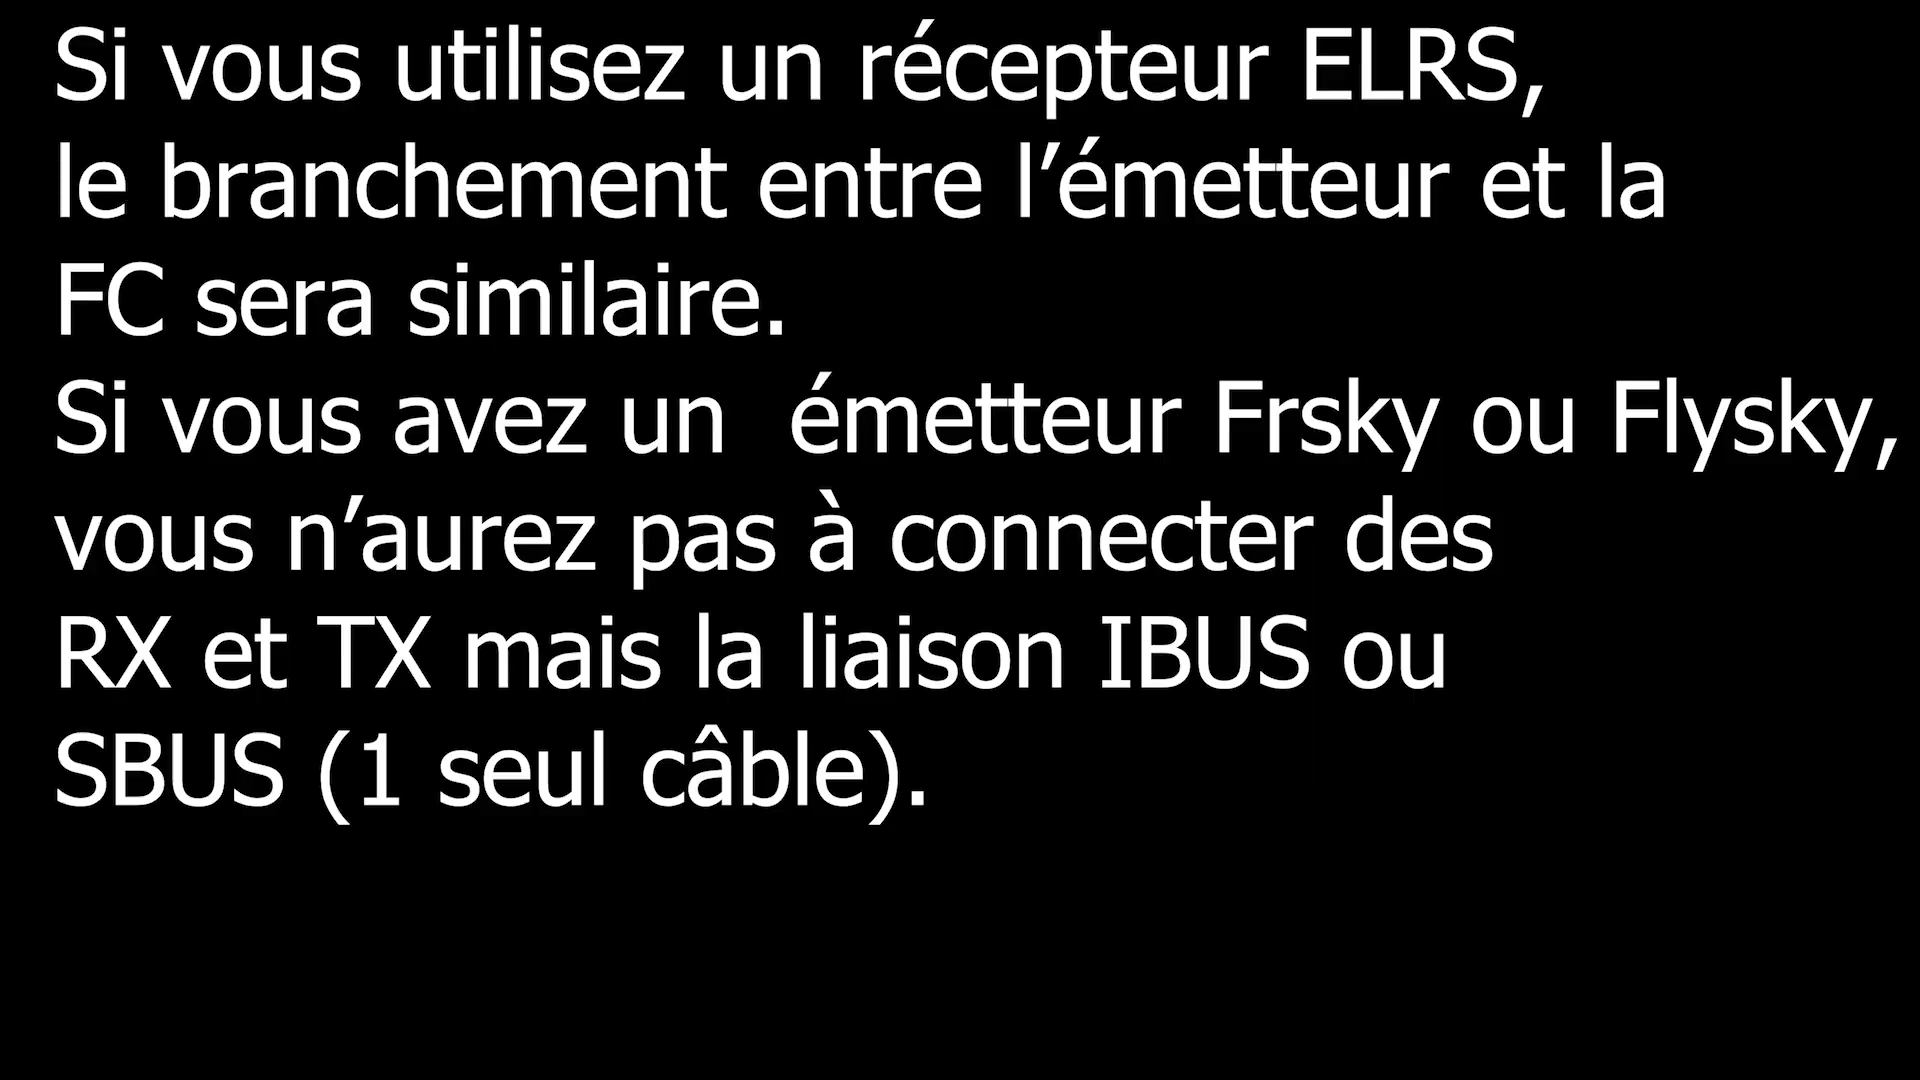 Si vous utilisez un récepteur ELRS,
le branchement entre l’émetteur et la
FC sera similaire.
Si vous avez un  émetteur Frsky ou Flysky,
vous n’aurez pas à connecter des
RX et TX mais la liaison IBUS ou
SBUS (1 seul câble).